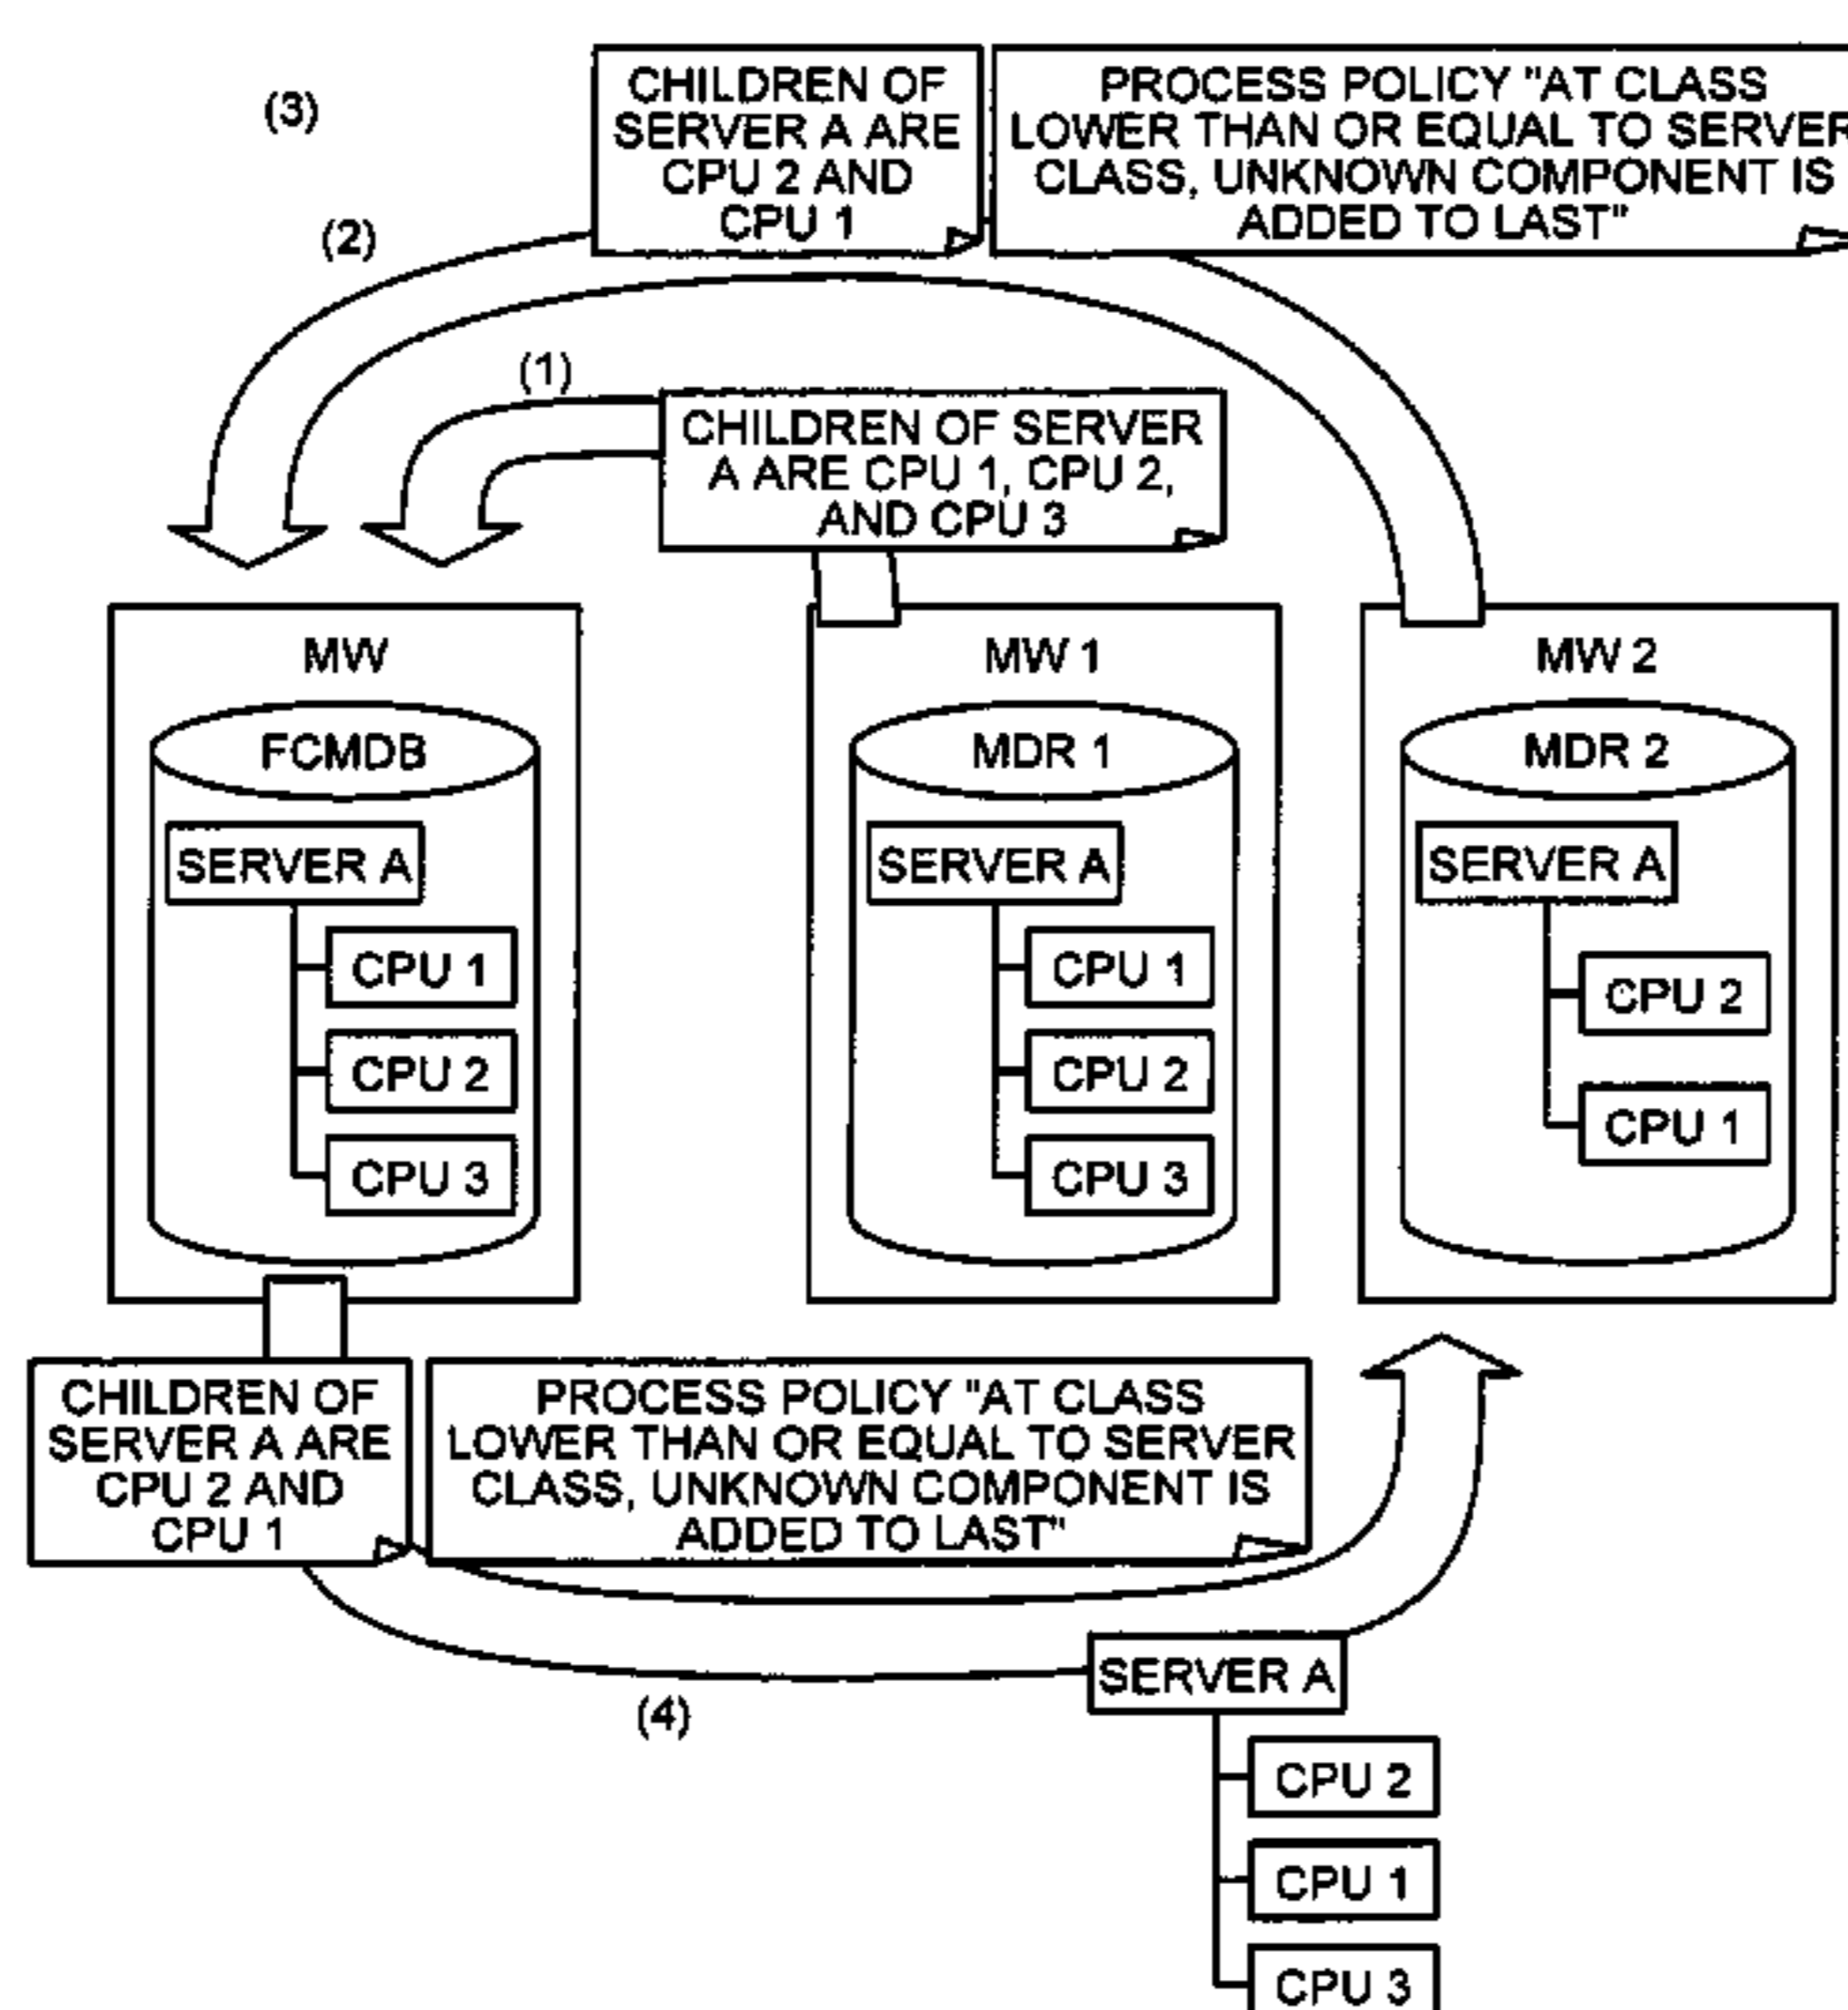 (3)
CHILDREN OF
SERVER A ARE
CPU 2 AND
CPU 1
PROCESS POLICY "AT CLASS
LOWER THAN OR EQUAL TO SERVER
CLASS, UNKNOWN COMPONENT IS
ADDED TO LAST"
(2)
(1)
CHILDREN OF SERVER
A ARE CPU 1, CPU 2,
AND CPU 3
MW
FCMDB
SERVER A
CPU 1
CPU 2
CPU 3
MW 1
MDR 1
SERVER A
CPU 1
CPU 2
CPU 3
MW 2
MDR 2
SERVER A
CPU 2
CPU 1
CHILDREN OF
SERVER A ARE
CPU 2 AND
CPU 1
PROCESS POLICY "AT CLASS
LOWER THAN OR EQUAL TO SERVER
CLASS, UNKNOWN COMPONENT IS
ADDED TO LAST"
(4)
SERVER A
CPU 2
CPU 1
CPU 3